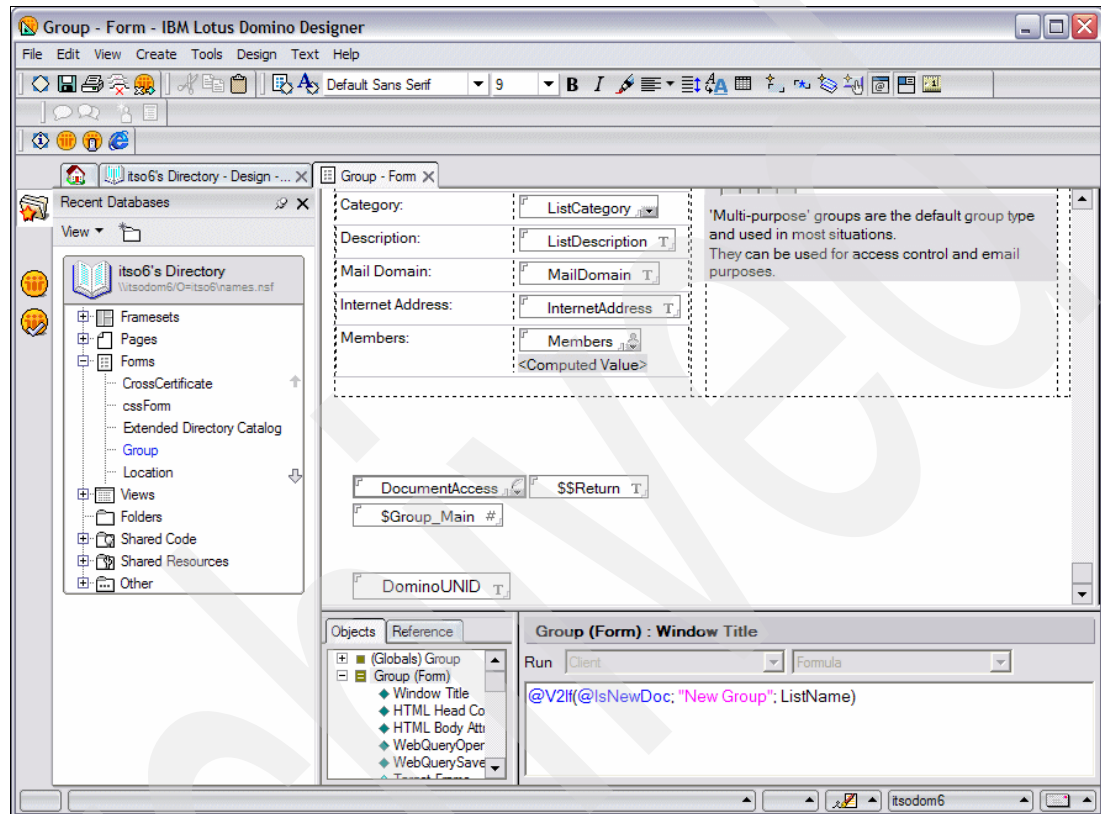 Group - Form - IBM Lotus Domino Designer
File Edit View Create Tools Design Text Help
Default Sans Serif 9 B I
itso6's Directory - Design -... Group - Form
Recent Databases
View
itso6's Directory
\\itsodom6/O=itso6\names.nsf
Framesets
Pages
Forms
CrossCertificate
cssForm
Extended Directory Catalog
Group
Location
Views
Folders
Shared Code
Shared Resources
Other
Category: ListCategory
Description: ListDescription T
Mail Domain: MailDomain T
Internet Address: InternetAddress T
Members: Members
<Computed Value>
'Multi-purpose' groups are the default group type
and used in most situations.
They can be used for access control and email
purposes.
DocumentAccess $$Return T
$Group_Main #
DominoUNID T
Objects Reference
(Globals) Group
Group (Form)
Window Title
HTML Head Co
HTML Body Attr
WebQueryOper
WebQuerySave
Target Frame
Group (Form) : Window Title
Run Client Formula
@V2If(@IsNewDoc; "New Group"; ListName)
itsodom6